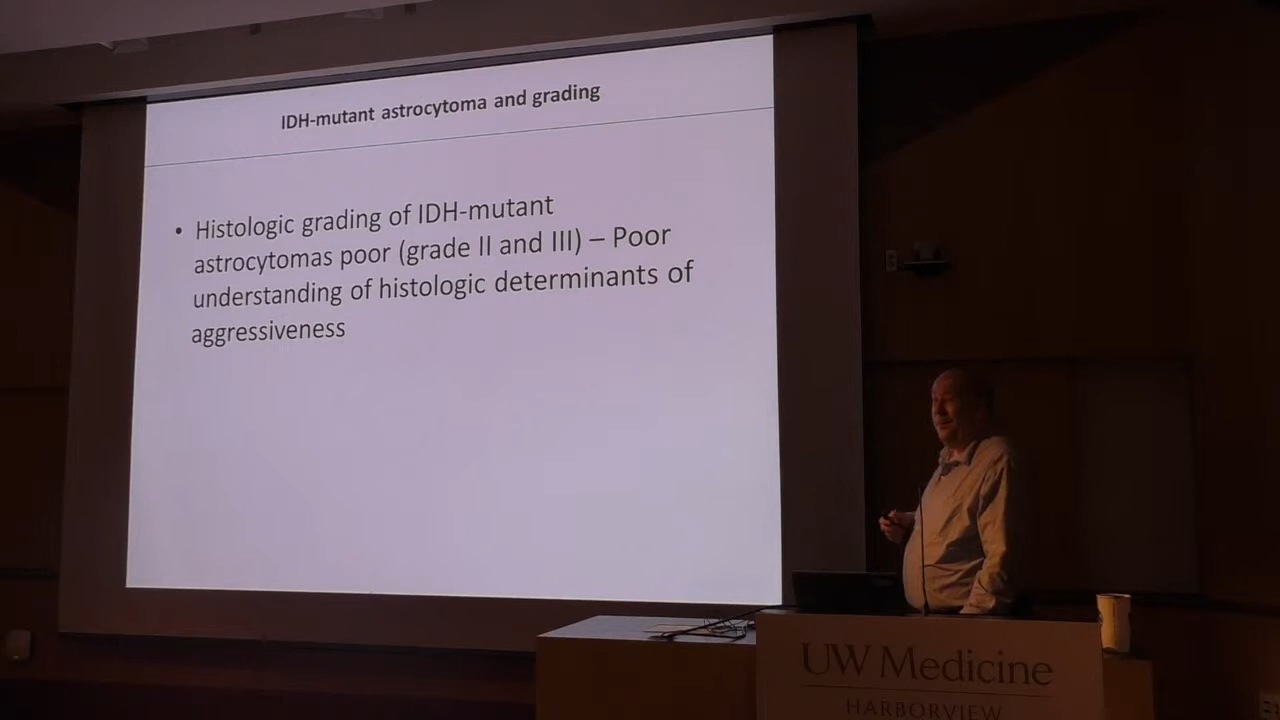 IDH-mutant astrocytoma and grading
• Histologic grading of IDH-mutant
astrocytomas poor (grade II and III) – Poor
understanding of histologic determinants of
aggressiveness
UW Medicine
HARBORVIEW